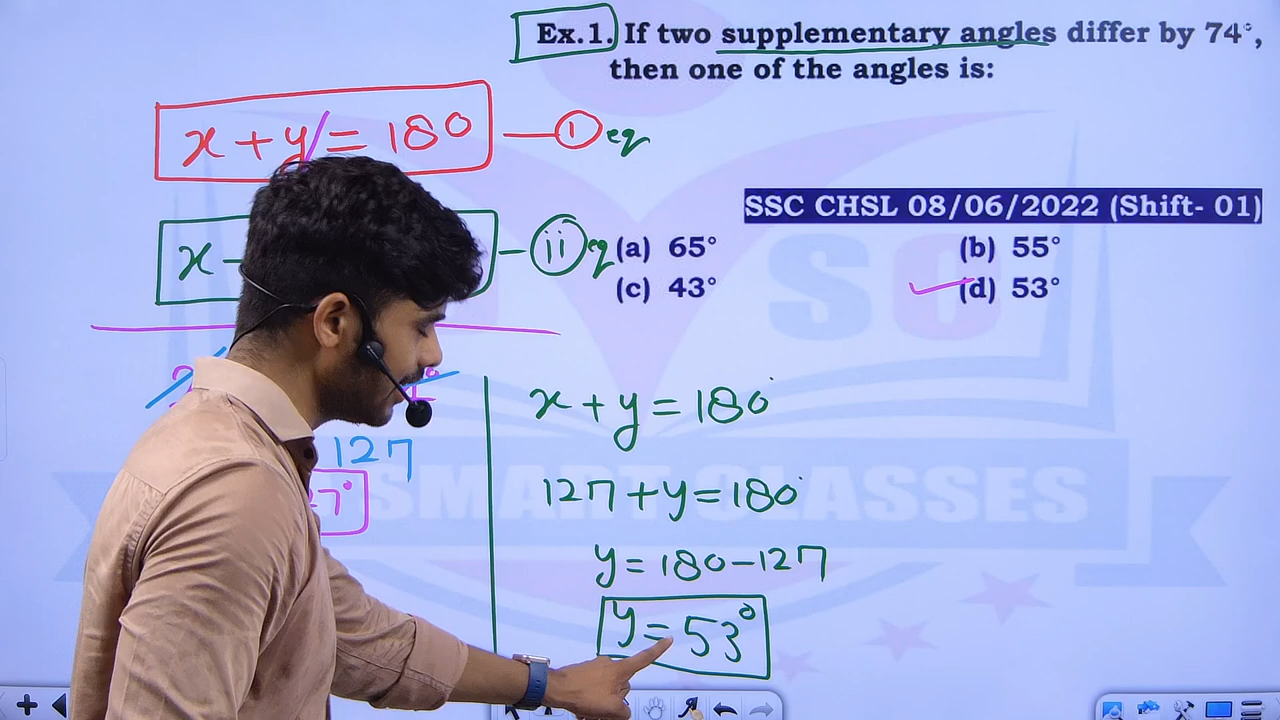 Ex.1. If two supplementary angles differ by 74°,
then one of the angles is:
x + y = 180 — i eq
SSC CHSL 08/06/2022 (Shift- 01)
x - — ii eq
(a) 65° (b) 55°
(c) 43° (d) 53°
127
7°
x + y = 180°
127 + y = 180°
y = 180 - 127
y = 53°
SMART CLASSES